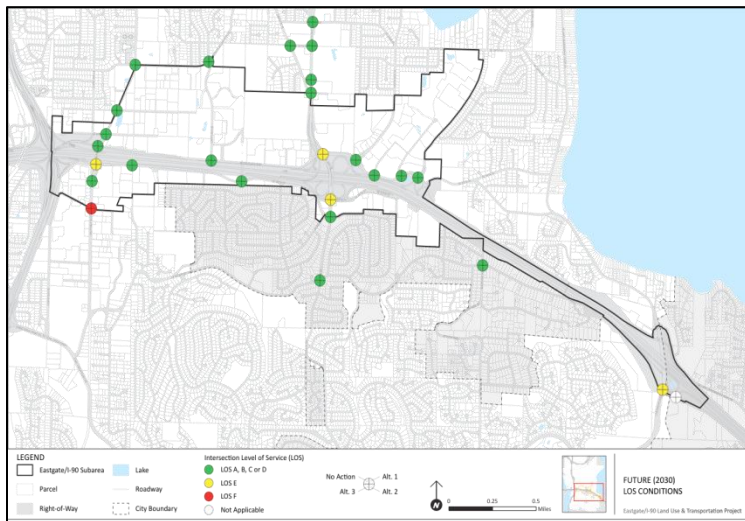 LEGEND
Eastgate/I-90 Subarea
Parcel
Right-of-Way
Lake
Roadway
City Boundary
Intersection Level of Service (LOS)
LOS A, B, C or D
LOS E
LOS F
Not Applicable
No Action
Alt. 1
Alt. 3
Alt. 2
N
0
0.25
0.5
Miles
FUTURE (2030)
LOS CONDITIONS
Eastgate/I-90 Land Use & Transportation Project